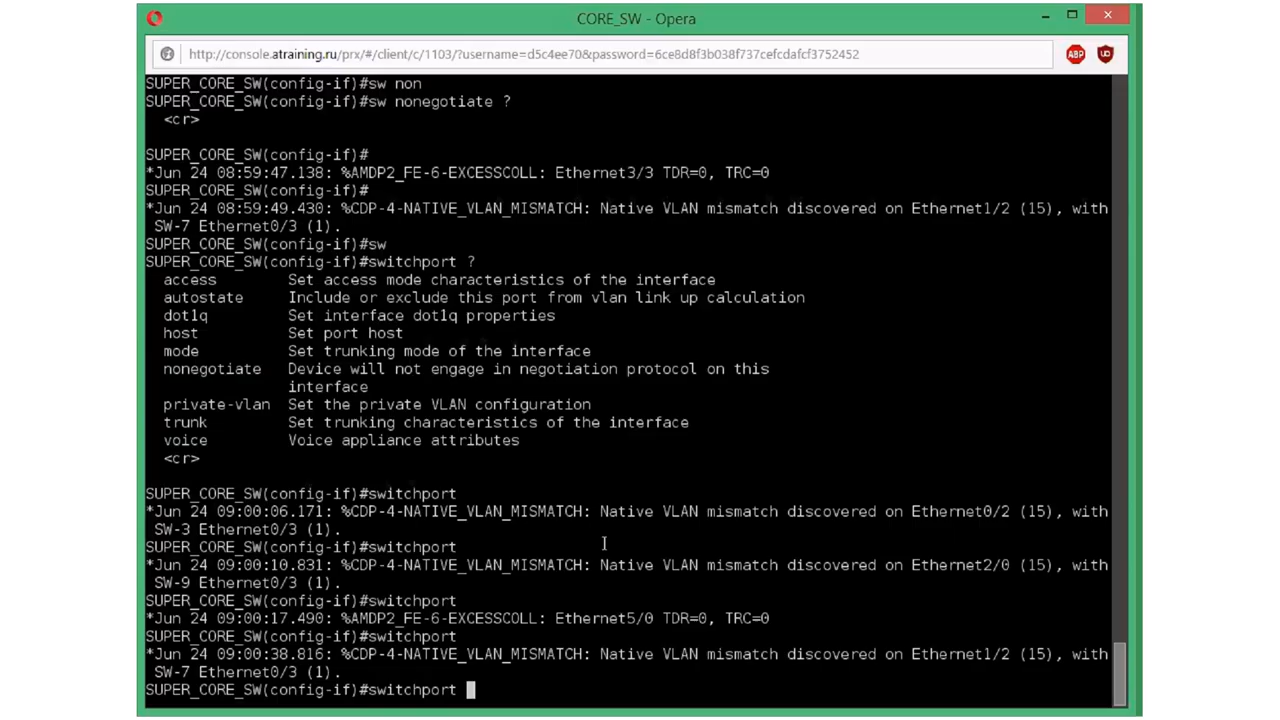 CORE_SW - Opera
http://console.atraining.ru/prx/#/client/c/1103/?username=d5c4ee70&password=6ce8d8f3b038f737cefcdafcf3752452
ABP
SUPER_CORE_SW(config-if)#sw non
SUPER_CORE_SW(config-if)#sw nonegotiate ?
  <cr>
SUPER_CORE_SW(config-if)#
*Jun 24 08:59:47.138: %AMDP2_FE-6-EXCESSCOLL: Ethernet3/3 TDR=0, TRC=0
SUPER_CORE_SW(config-if)#
*Jun 24 08:59:49.430: %CDP-4-NATIVE_VLAN_MISMATCH: Native VLAN mismatch discovered on Ethernet1/2 (15), with
 SW-7 Ethernet0/3 (1).
SUPER_CORE_SW(config-if)#sw
SUPER_CORE_SW(config-if)#switchport ?
  access        Set access mode characteristics of the interface
  autostate     Include or exclude this port from vlan link up calculation
  dot1q         Set interface dot1q properties
  host          Set port host
  mode          Set trunking mode of the interface
  nonegotiate   Device will not engage in negotiation protocol on this
                interface
  private-vlan  Set the private VLAN configuration
  trunk         Set trunking characteristics of the interface
  voice         Voice appliance attributes
  <cr>
SUPER_CORE_SW(config-if)#switchport
*Jun 24 09:00:06.171: %CDP-4-NATIVE_VLAN_MISMATCH: Native VLAN mismatch discovered on Ethernet0/2 (15), with
 SW-3 Ethernet0/3 (1).
SUPER_CORE_SW(config-if)#switchport
*Jun 24 09:00:10.831: %CDP-4-NATIVE_VLAN_MISMATCH: Native VLAN mismatch discovered on Ethernet2/0 (15), with
 SW-9 Ethernet0/3 (1).
SUPER_CORE_SW(config-if)#switchport
*Jun 24 09:00:17.490: %AMDP2_FE-6-EXCESSCOLL: Ethernet5/0 TDR=0, TRC=0
SUPER_CORE_SW(config-if)#switchport
*Jun 24 09:00:38.816: %CDP-4-NATIVE_VLAN_MISMATCH: Native VLAN mismatch discovered on Ethernet1/2 (15), with
 SW-7 Ethernet0/3 (1).
SUPER_CORE_SW(config-if)#switchport